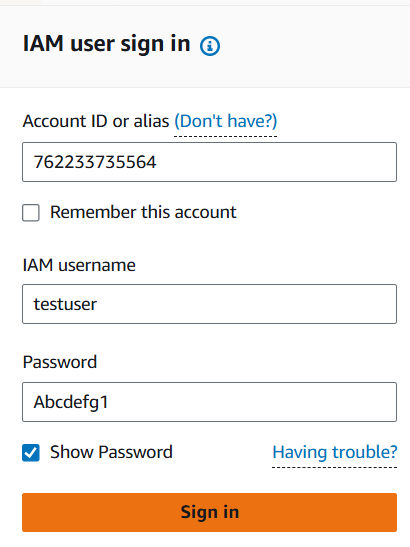 IAM user sign in
Account ID or alias (Don't have?)
762233735564
Remember this account
IAM username
testuser
Password
Abcdefg1
Show Password Having trouble?
Sign in